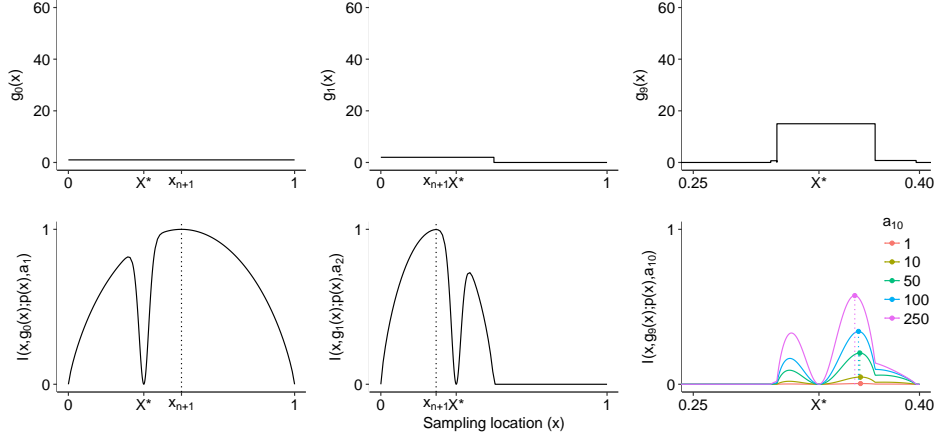 60
40
20
0
g₀(x)
0 X* xₙ₊₁ 1
60
40
20
0
g₁(x)
0 xₙ₊₁ X* 1
60
40
20
0
g₉(x)
0.25 X* 0.40
1
0
I(x,g₀(x);p(x),a₁)
0 X* xₙ₊₁ 1
1
0
I(x,g₁(x);p(x),a₂)
0 xₙ₊₁ X* 1
Sampling location (x)
1
0
I(x,g₉(x);p(x),a₁₀)
0.25 X* 0.40
a₁₀
1
10
50
100
250